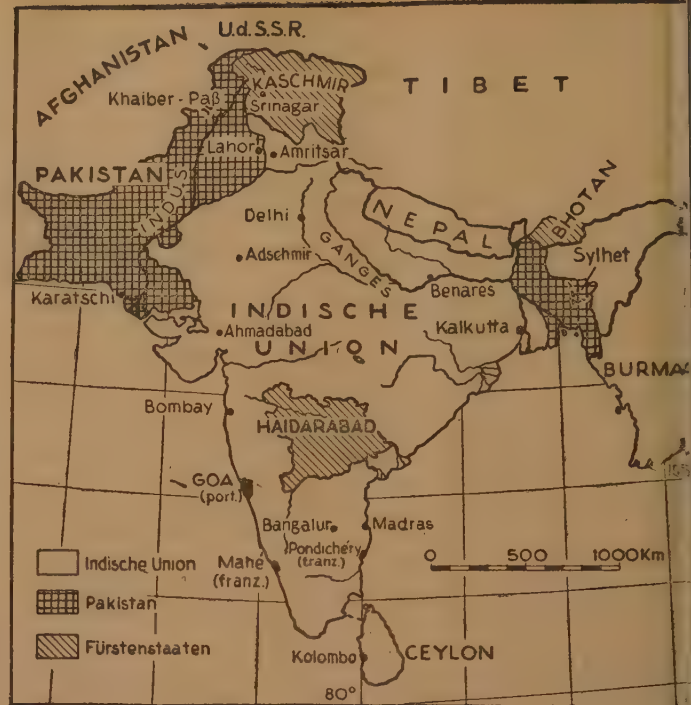 U.d.S.S.R.
AFGHANISTAN
KASCHMIR
TIBET
Khaiber-Paß
Srinagar
Lahor
Amritsar
PAKISTAN
INDUS
NEPAL
BHOTAN
Delhi
GANGES
Sylhet
Adschmir
Benares
Karatschi
INDISCHE
UNION
Ahmadabad
Kalkutta
BURMA
Bombay
HAIDARABAD
GOA
(port.)
Bangalur
Madras
Pondichéry
(franz.)
Mahé
(franz.)
0 500 1000Km
Indische Union
Pakistan
Fürstenstaaten
Kolombo
CEYLON
80°